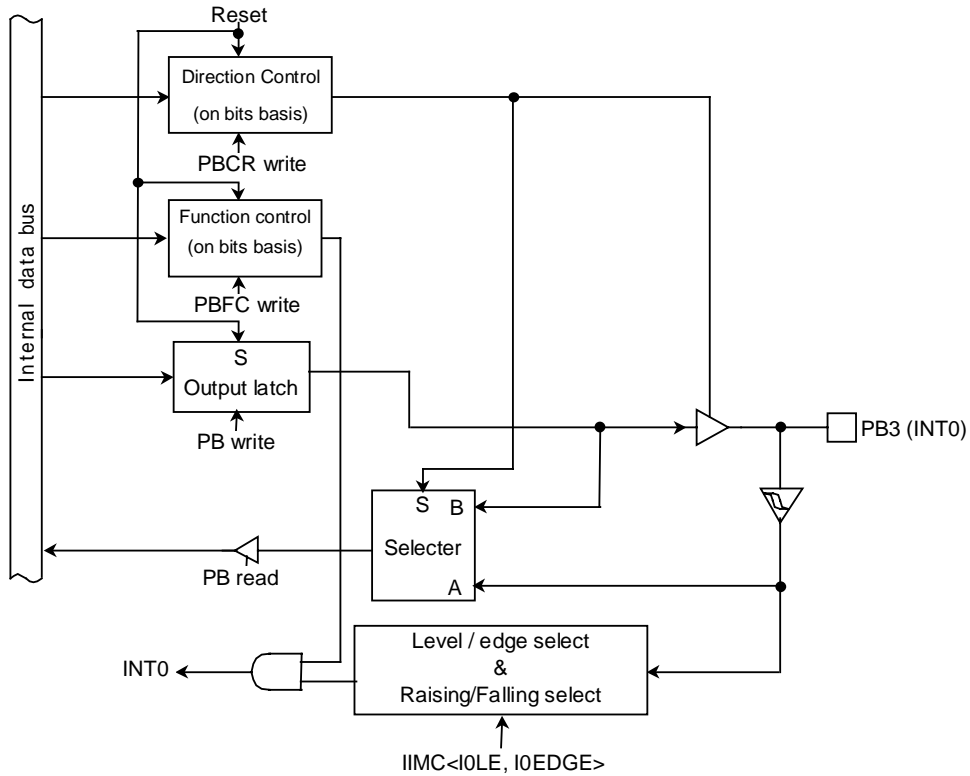 Reset
Direction Control
(on bits basis)
PBCR write
Function control
(on bits basis)
PBFC write
Internal data bus
S
Output latch
PB write
PB3 (INT0)
S
B
Selecter
A
PB read
Level / edge select
&
Raising/Falling select
INT0
IIMC<I0LE, I0EDGE>